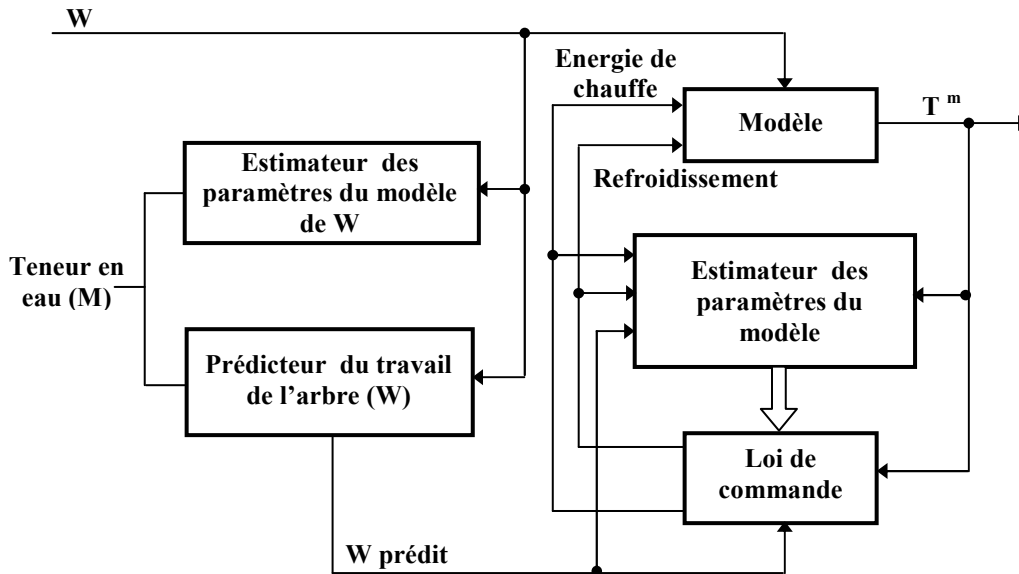 W
Energie de
chauffe
Modèle
T m
Refroidissement
Estimateur des
paramètres du modèle
de W
Teneur en
eau (M)
Estimateur des
paramètres du
modèle
Prédicteur du travail
de l'arbre (W)
Loi de
commande
W prédit